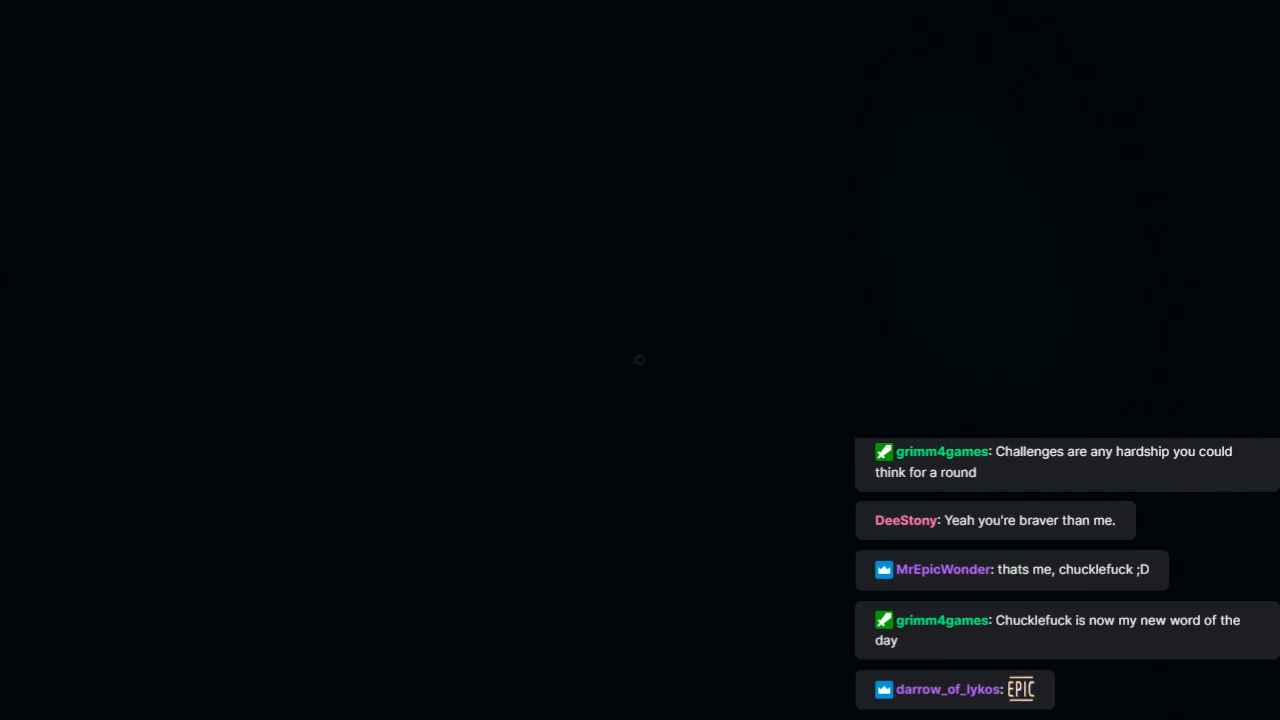 grimm4games: Challenges are any hardship you could
think for a round
DeeStony: Yeah you're braver than me.
MrEpicWonder: thats me, chucklefuck ;D
grimm4games: Chucklefuck is now my new word of the
day
darrow_of_lykos: EPIC